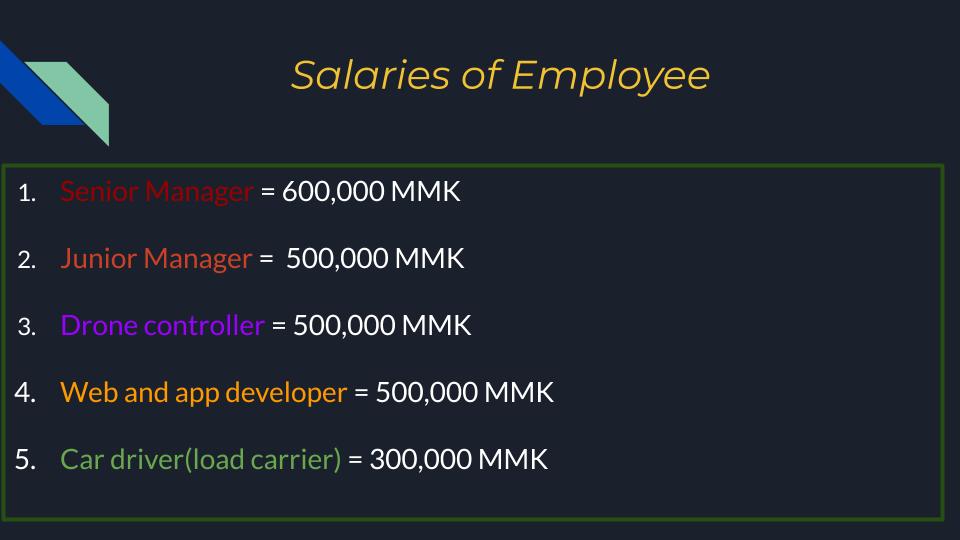 Salaries of Employee
1. Senior Manager = 600,000 MMK
2. Junior Manager =  500,000 MMK
3. Drone controller = 500,000 MMK
4. Web and app developer = 500,000 MMK
5. Car driver(load carrier) = 300,000 MMK